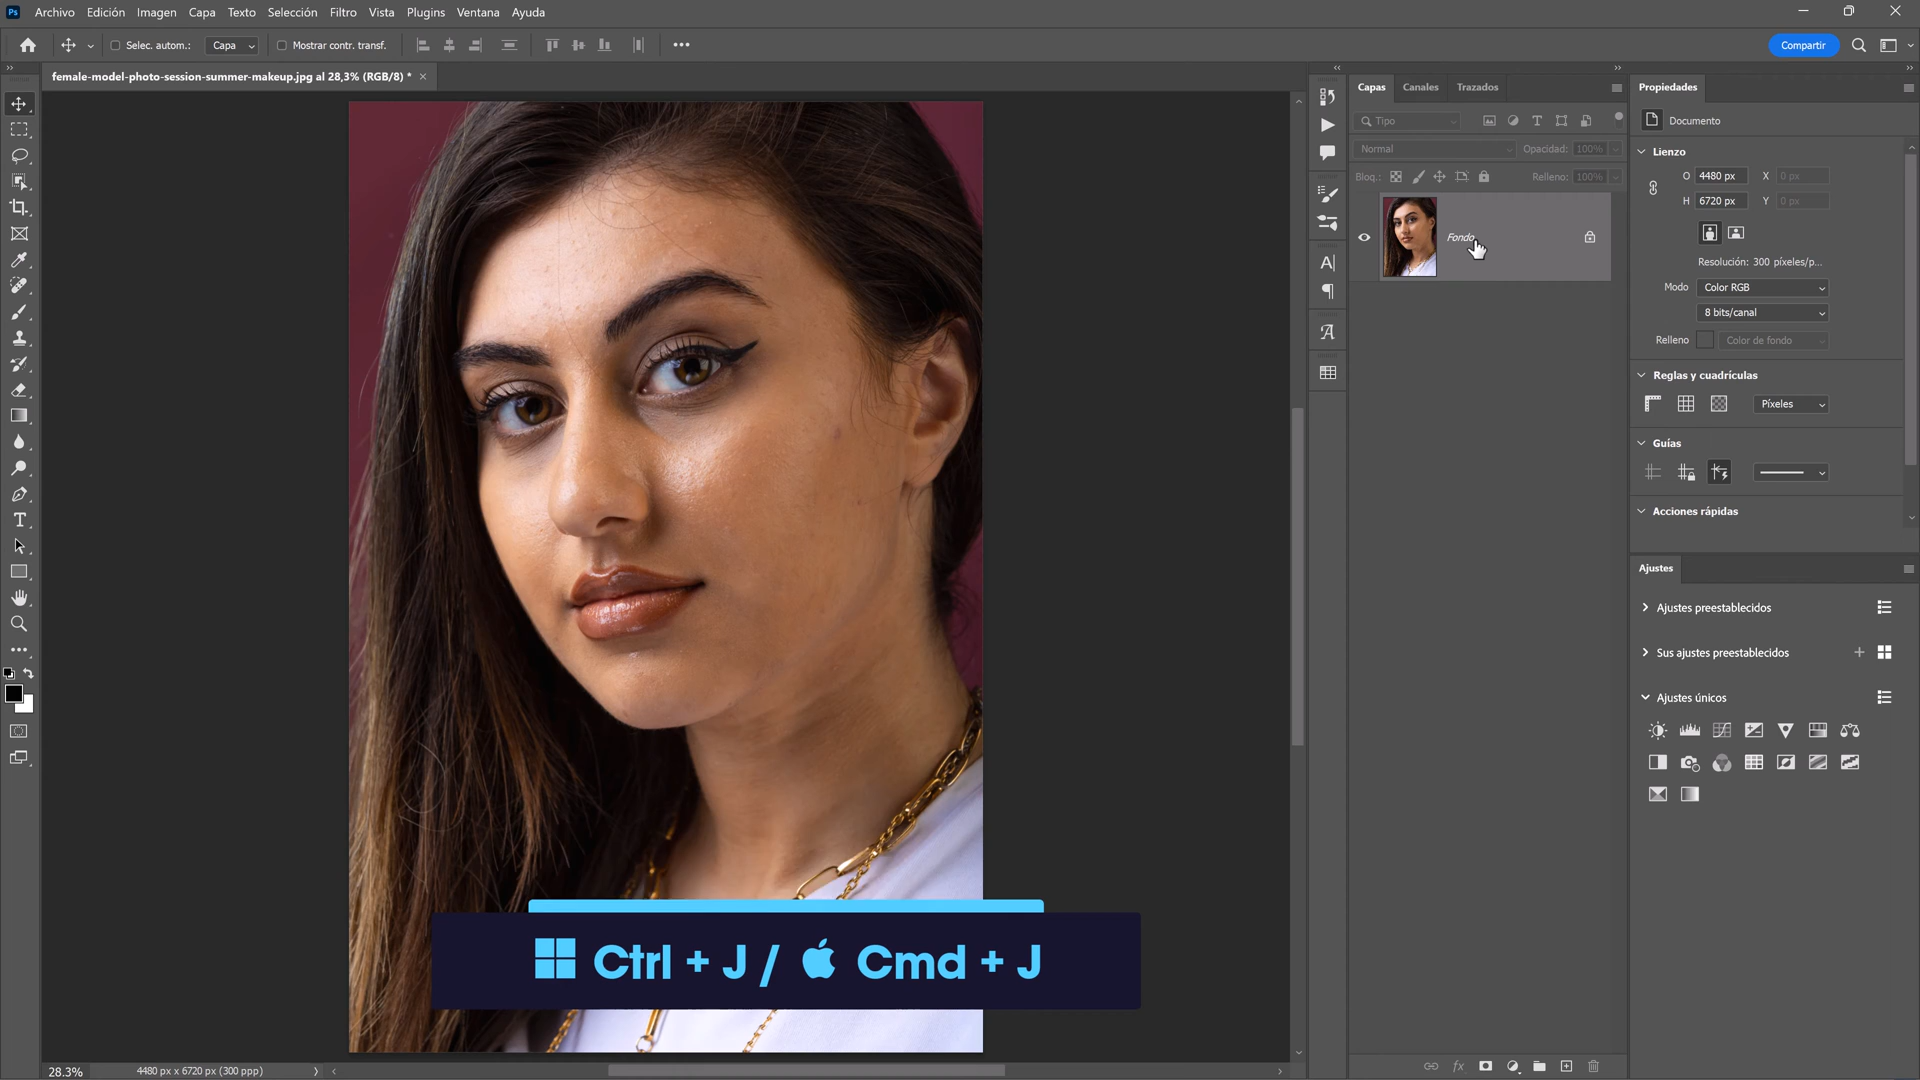 Ps Archivo Edición Imagen Capa Texto Selección Filtro Vista Plugins Ventana Ayuda
Selec. autom.: Capa Mostrar contr. transf. Compartir
female-model-photo-session-summer-makeup.jpg al 28,3% (RGB/8) *
Capas Canales Trazados
Tipo
Normal Opacidad: 100%
Bloq.: Relleno: 100%
Fondo
Propiedades
Documento
Lienzo
O 4480 px X 0 px
H 6720 px Y 0 px
Resolución: 300 píxeles/p...
Modo Color RGB
8 bits/canal
Relleno Color de fondo
Reglas y cuadrículas
Píxeles
Guías
Acciones rápidas
Ajustes
Ajustes preestablecidos
Sus ajustes preestablecidos
Ajustes únicos
Ctrl + J / Cmd + J
28.3% 4480 px x 6720 px (300 ppp)
fx